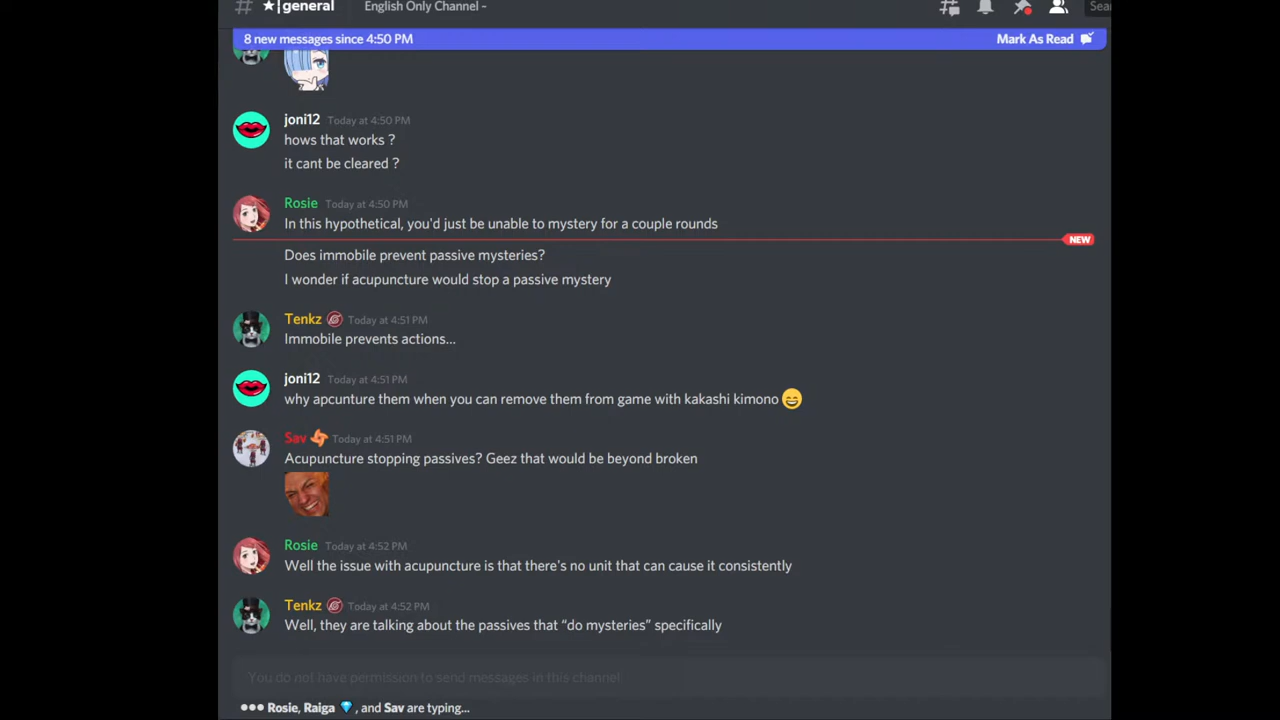 ★|general English Only Channel -
Sea
8 new messages since 4:50 PM Mark As Read
joni12 Today at 4:50 PM
hows that works ?
it cant be cleared ?
Rosie Today at 4:50 PM
In this hypothetical, you'd just be unable to mystery for a couple rounds
NEW
Does immobile prevent passive mysteries?
I wonder if acupuncture would stop a passive mystery
Tenkz Today at 4:51 PM
Immobile prevents actions...
joni12 Today at 4:51 PM
why apcunture them when you can remove them from game with kakashi kimono
Sav Today at 4:51 PM
Acupuncture stopping passives? Geez that would be beyond broken
Rosie Today at 4:52 PM
Well the issue with acupuncture is that there's no unit that can cause it consistently
Tenkz Today at 4:52 PM
Well, they are talking about the passives that “do mysteries” specifically
You do not have permission to send messages in this channel
Rosie, Raiga 💎, and Sav are typing...